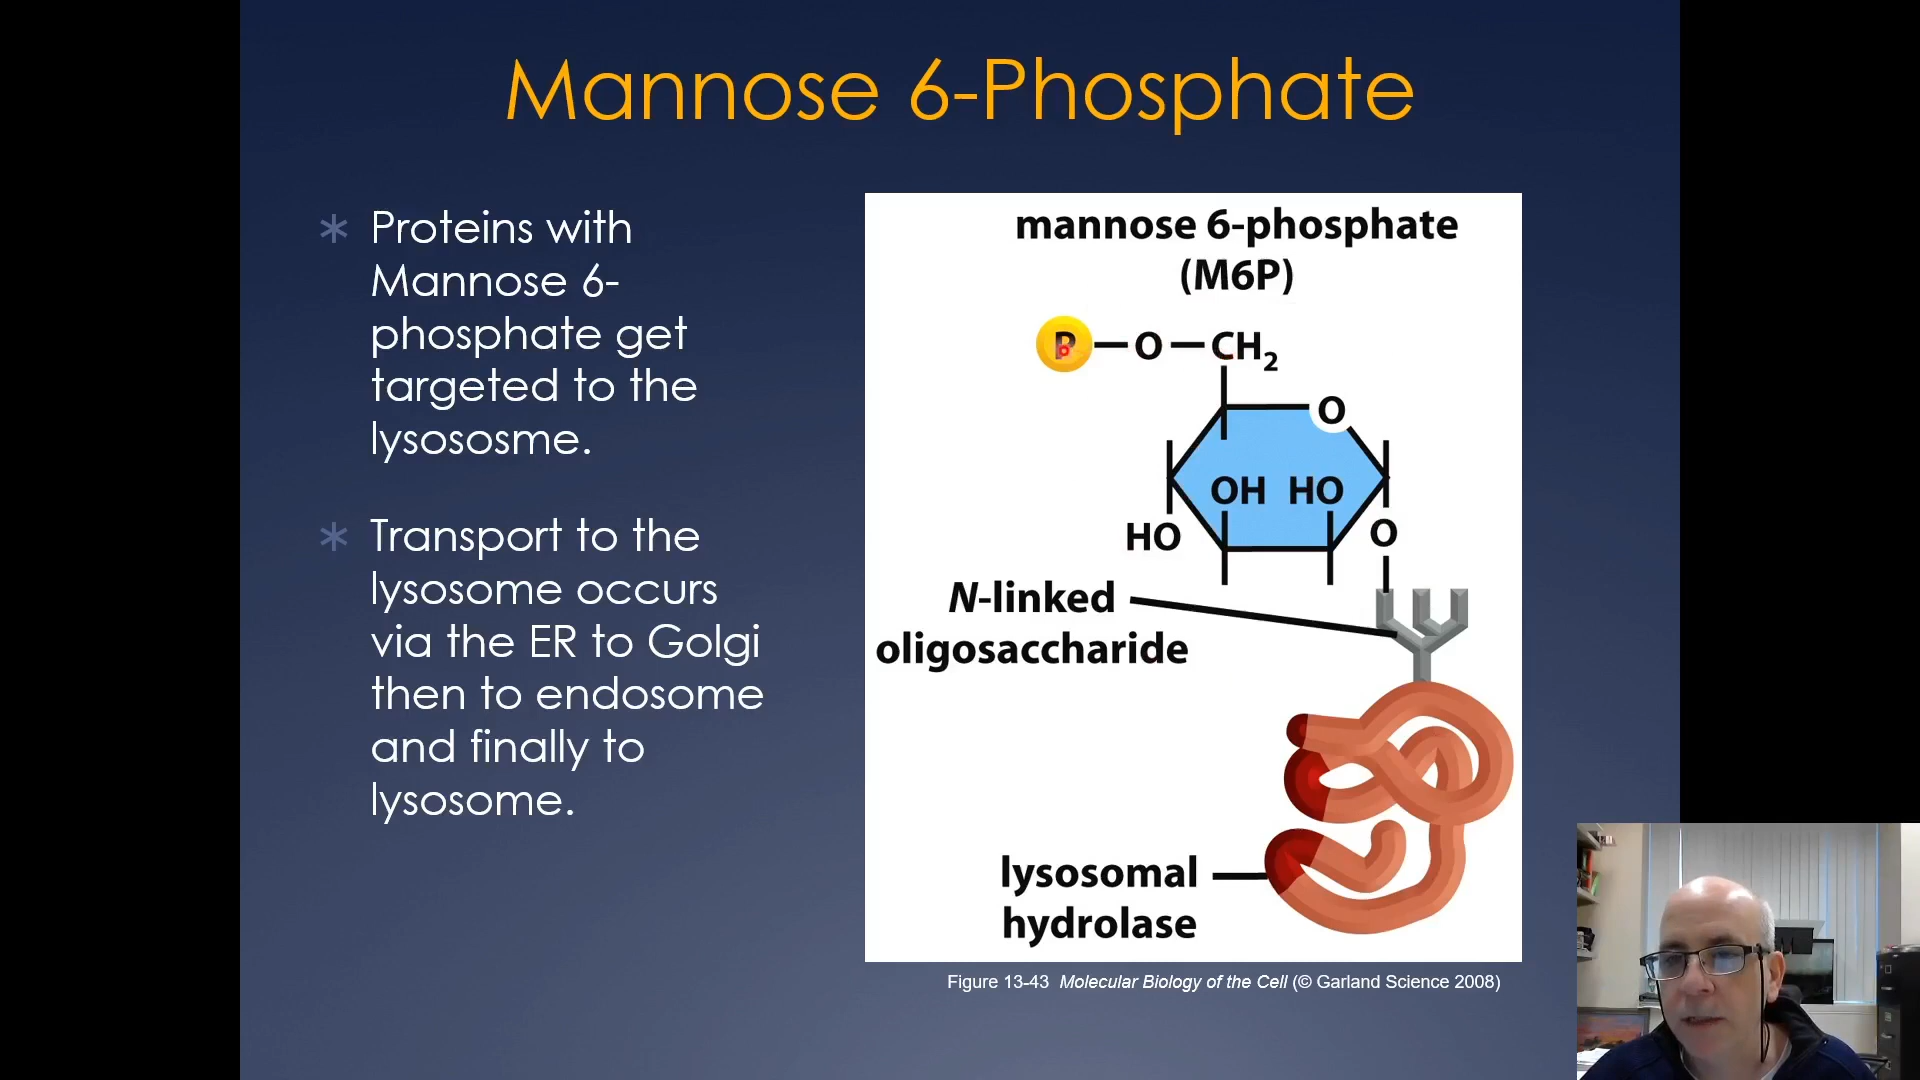 Mannose 6-Phosphate
* Proteins with
Mannose 6-
phosphate get
targeted to the
lysososme.
* Transport to the
lysosome occurs
via the ER to Golgi
then to endosome
and finally to
lysosome.
mannose 6-phosphate
(M6P)
P O CH₂
O
OH HO
HO
O
N-linked
oligosaccharide
lysosomal
hydrolase
Figure 13-43 Molecular Biology of the Cell (© Garland Science 2008)